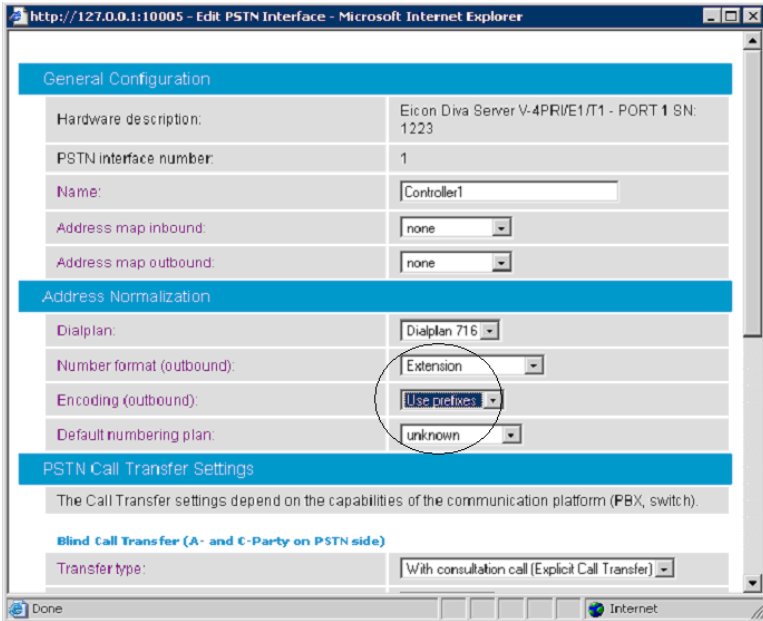 http://127.0.0.1:10005 - Edit PSTN Interface - Microsoft Internet Explorer
General Configuration
Hardware description: Eicon Diva Server V-4PRI/E1/T1 - PORT 1 SN:
1223
PSTN interface number: 1
Name: Controller1
Address map inbound: none
Address map outbound: none
Address Normalization
Dialplan: Dialplan 716
Number format (outbound): Extension
Encoding (outbound): Use prefixes
Default numbering plan: unknown
PSTN Call Transfer Settings
The Call Transfer settings depend on the capabilities of the communication platform (PBX, switch).
Blind Call Transfer (A- and C-Party on PSTN side)
Transfer type: With consultation call (Explicit Call Transfer)
Done Internet